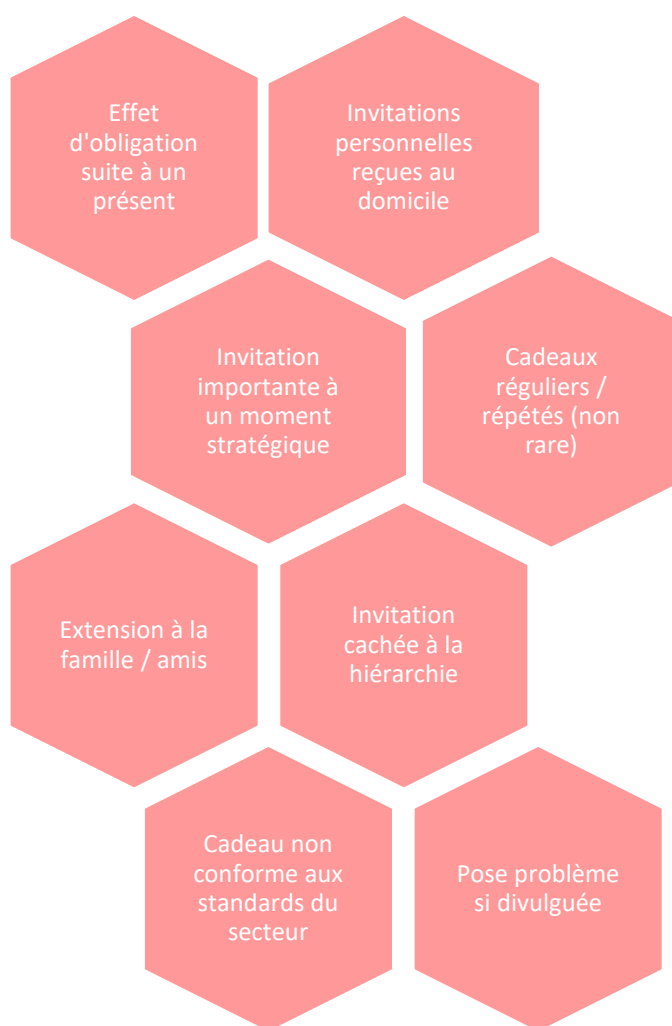 Effet
d'obligation
suite à un
présent
Invitations
personnelles
reçues au
domicile
Invitation
importante à
un moment
stratégique
Cadeaux
réguliers /
répétés (non
rare)
Extension à la
famille / amis
Invitation
cachée à la
hiérarchie
Cadeau non
conforme aux
standards du
secteur
Pose problème
si divulguée